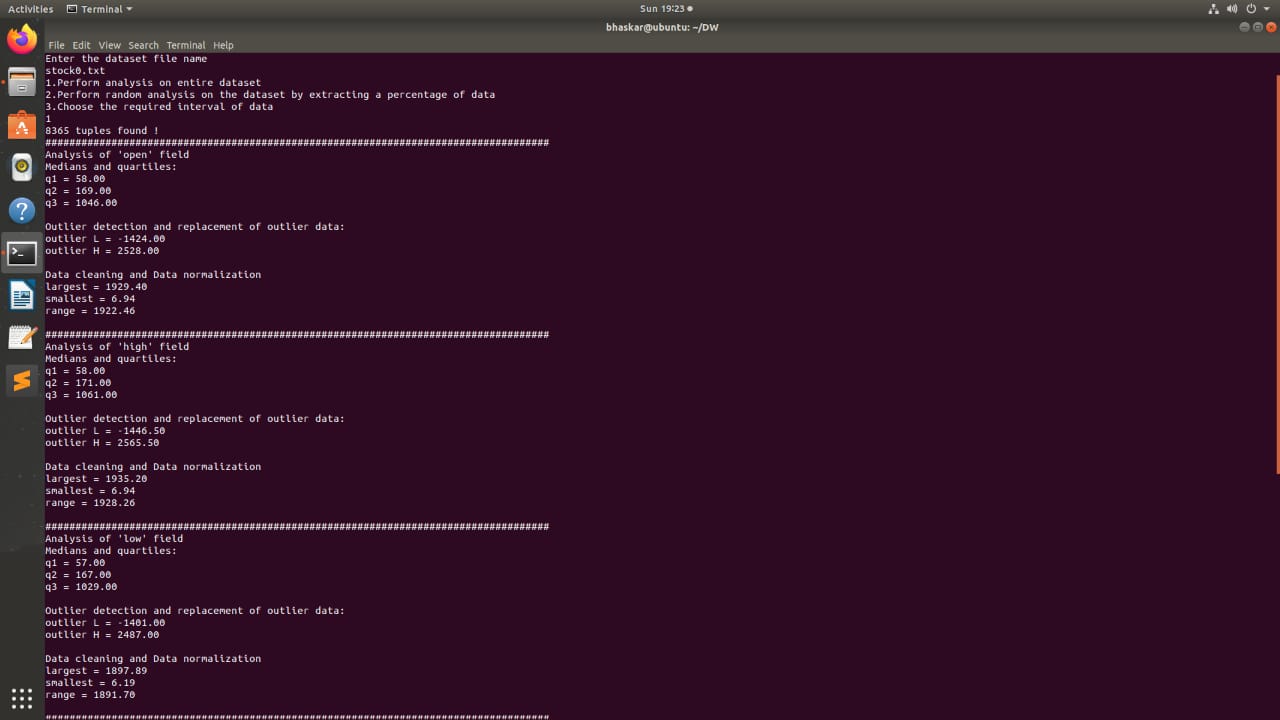 Activities Terminal Sun 19:23
bhaskar@ubuntu: ~/DW
File Edit View Search Terminal Help
Enter the dataset file name
stock0.txt
1.Perform analysis on entire dataset
2.Perform random analysis on the dataset by extracting a percentage of data
3.Choose the required interval of data
1
8365 tuples found !
####################################################################################
Analysis of 'open' field
Medians and quartiles:
q1 = 58.00
q2 = 169.00
q3 = 1046.00
Outlier detection and replacement of outlier data:
outlier L = -1424.00
outlier H = 2528.00
Data cleaning and Data normalization
largest = 1929.40
smallest = 6.94
range = 1922.46
####################################################################################
Analysis of 'high' field
Medians and quartiles:
q1 = 58.00
q2 = 171.00
q3 = 1061.00
Outlier detection and replacement of outlier data:
outlier L = -1446.50
outlier H = 2565.50
Data cleaning and Data normalization
largest = 1935.20
smallest = 6.94
range = 1928.26
####################################################################################
Analysis of 'low' field
Medians and quartiles:
q1 = 57.00
q2 = 167.00
q3 = 1029.00
Outlier detection and replacement of outlier data:
outlier L = -1401.00
outlier H = 2487.00
Data cleaning and Data normalization
largest = 1897.89
smallest = 6.19
range = 1891.70
####################################################################################